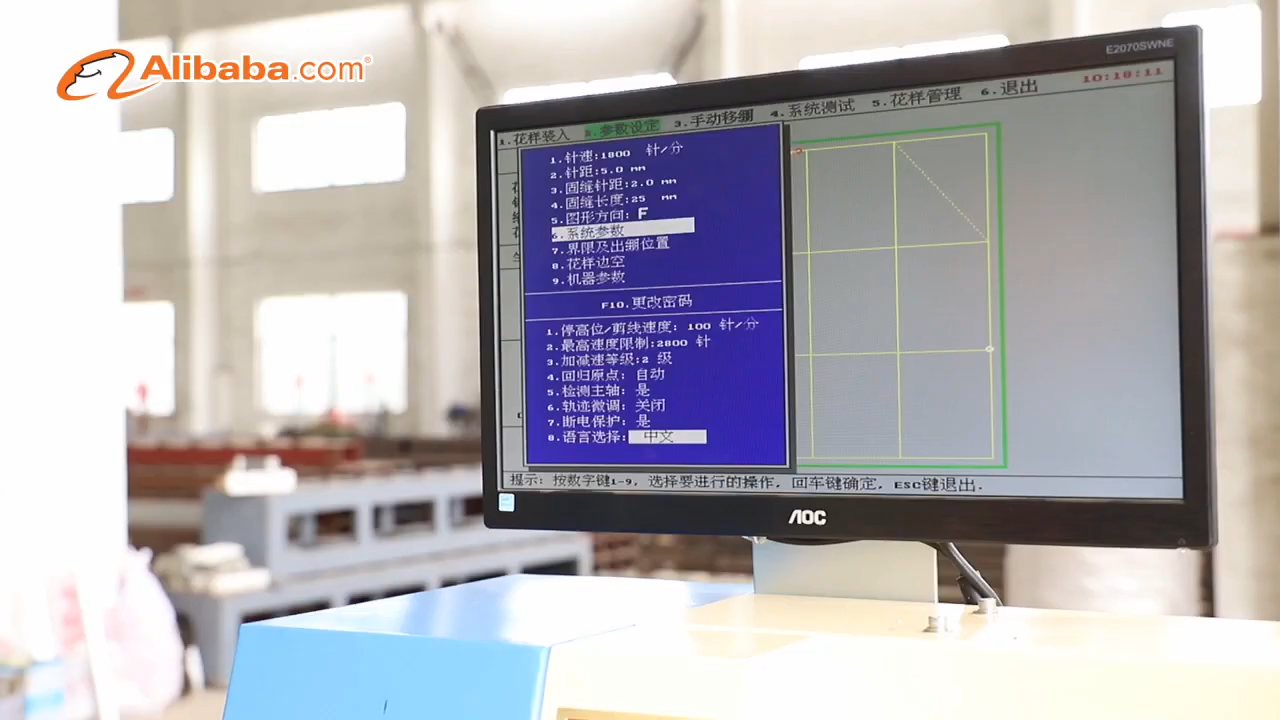 Alibaba.com®
E2070SWNE
1.花样装入 2.参数设定 3.手动移绷 4.系统测试 5.花样管理 6.退出 10:18:11
1.针速:1800 针/分
2.针距:5.0 mm
3.固缝针距:2.0 mm
4.固缝长度:25 mm
5.图形方向: F
6.系统参数
7.界限及出绷位置
8.花样边空
9.机器参数
F10.更改密码
1.停高位/剪线速度: 100 针/分
2.最高速度限制:2800 针
3.加减速等级:2 级
4.回归原点: 自动
5.检测主轴: 是
6.轨迹微调: 关闭
7.断电保护: 是
8.语言选择: 中文
提示: 按数字键1-9, 选择要进行的操作, 回车键确定, ESC键退出.
AOC